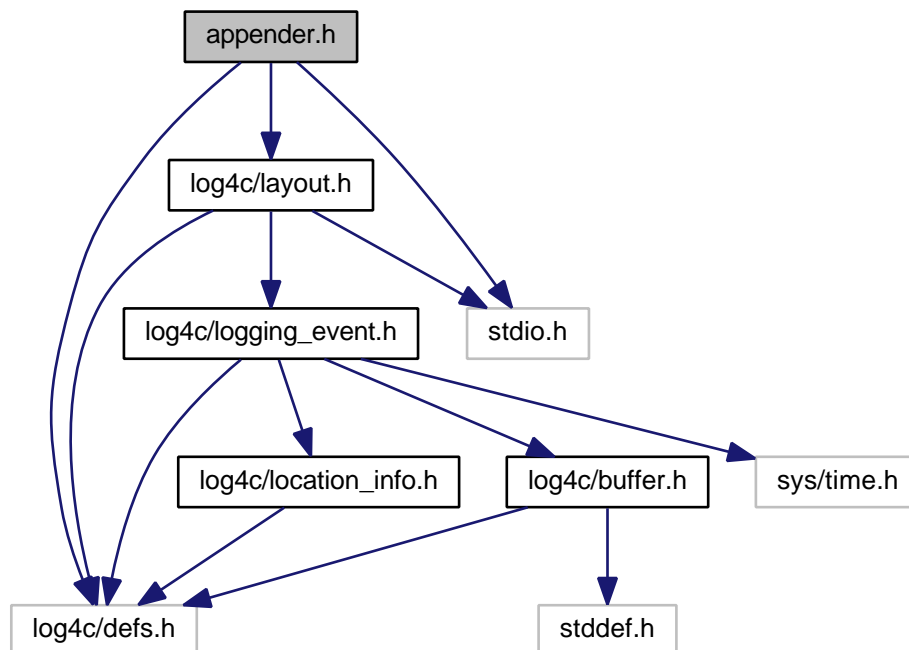 appender.h
log4c/layout.h
log4c/logging_event.h
stdio.h
log4c/location_info.h
log4c/buffer.h
sys/time.h
log4c/defs.h
stddef.h